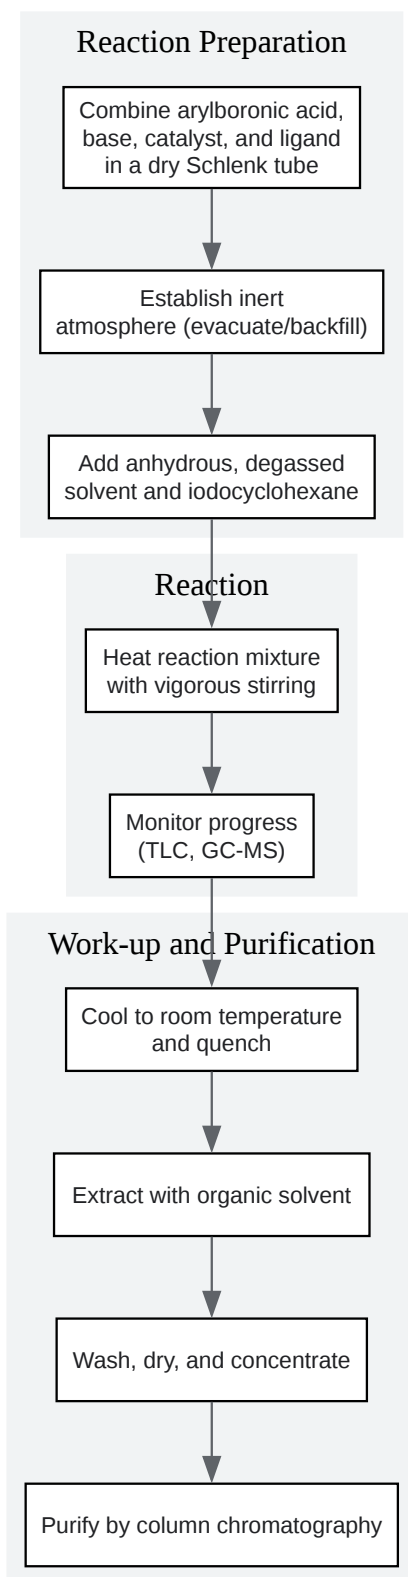 Reaction Preparation
Combine arylboronic acid,
base, catalyst, and ligand
in a dry Schlenk tube
Establish inert
atmosphere (evacuate/backfill)
Add anhydrous, degassed
solvent and iodocyclohexane
Reaction
Heat reaction mixture
with vigorous stirring
Monitor progress
(TLC, GC-MS)
Work-up and Purification
Cool to room temperature
and quench
Extract with organic solvent
Wash, dry, and concentrate
Purify by column chromatography